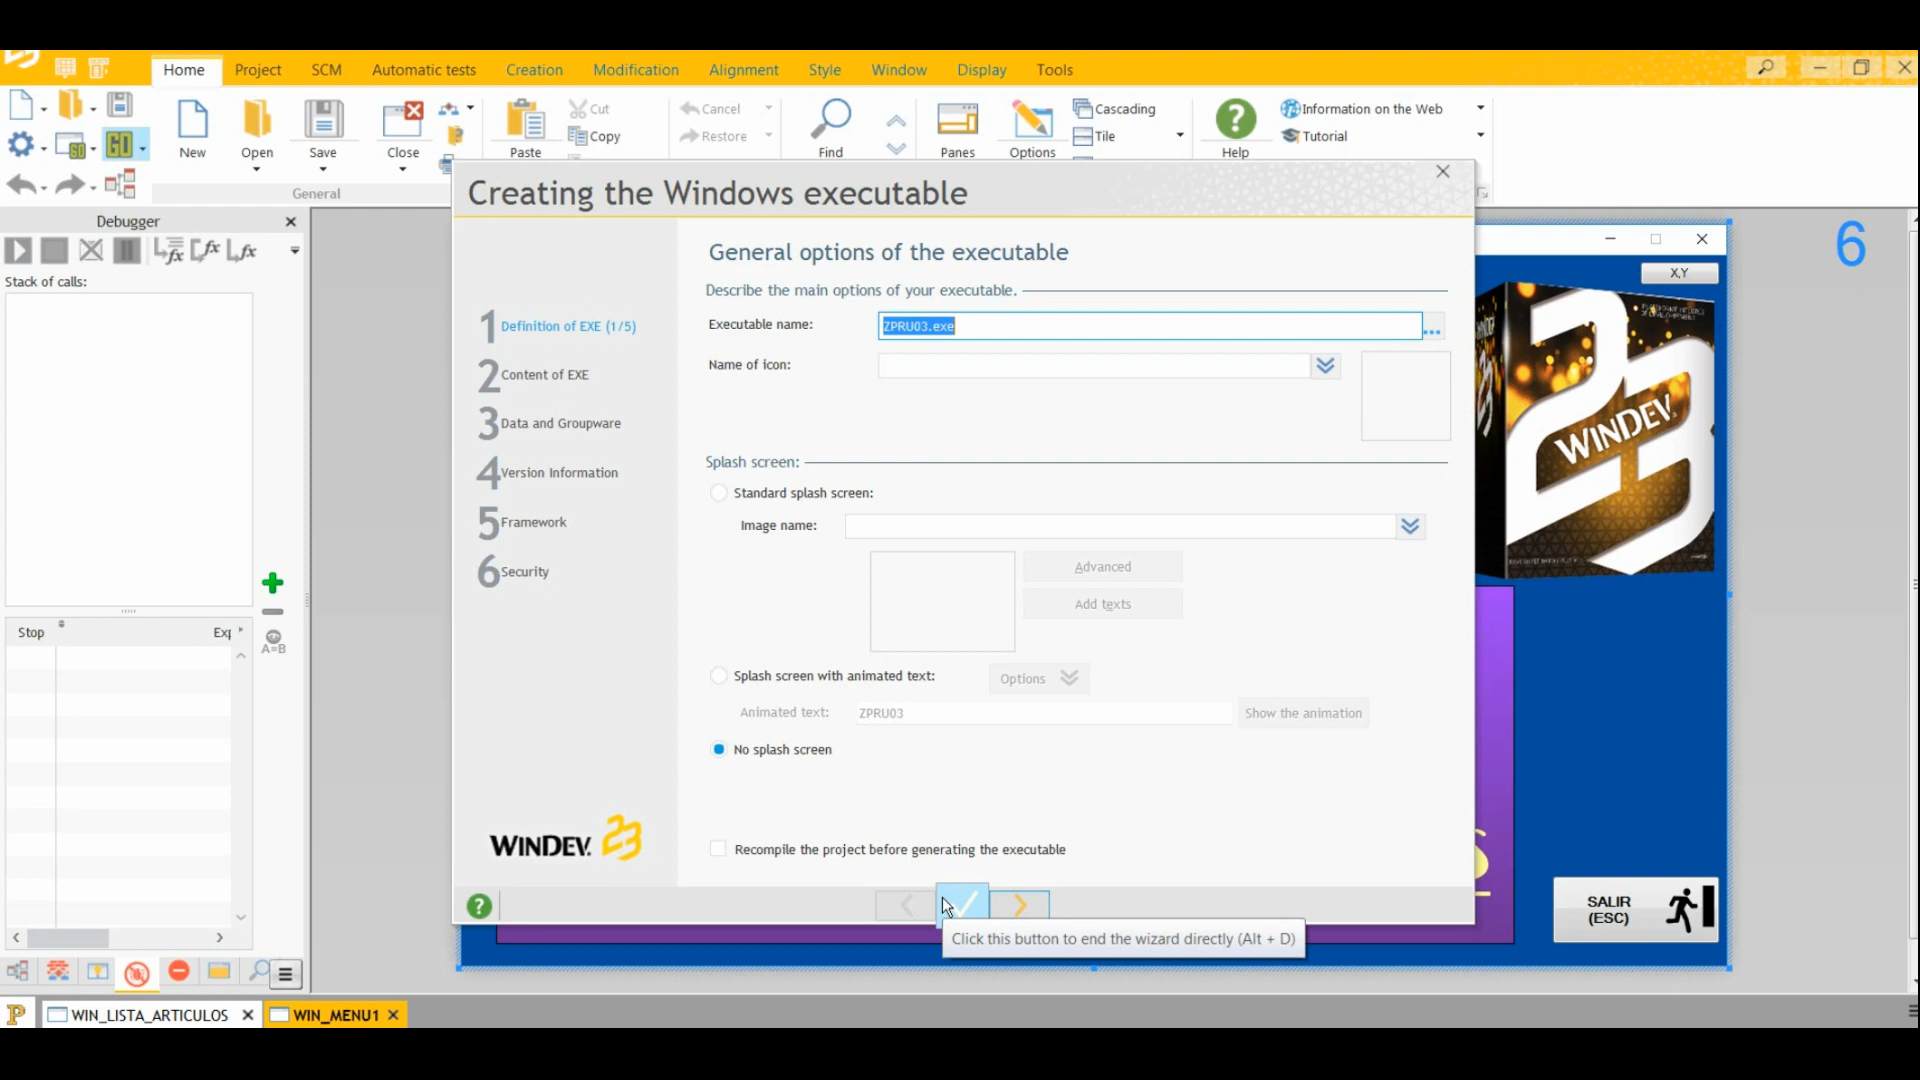 Home Project SCM Automatic tests Creation Modification Alignment Style Window Display Tools
New Open Save Close Paste Cut Copy Cancel Restore Find Panes Options Cascading Tile Help Information on the Web Tutorial
GO
GO
General
Debugger
Stack of calls:
Stop Exp
A=B
Creating the Windows executable
1 Definition of EXE (1/5)
2 Content of EXE
3 Data and Groupware
4 Version Information
5 Framework
6 Security
WINDEV. 23
General options of the executable
Describe the main options of your executable.
Executable name: ZPRU03.exe ...
Name of icon:
Splash screen:
Standard splash screen:
Image name:
Advanced
Add texts
Splash screen with animated text: Options
Animated text: ZPRU03 Show the animation
No splash screen
Recompile the project before generating the executable
Click this button to end the wizard directly (Alt + D)
6
X,Y
23
WINDEV
SALIR
(ESC)
WIN_LISTA_ARTICULOS WIN_MENU1